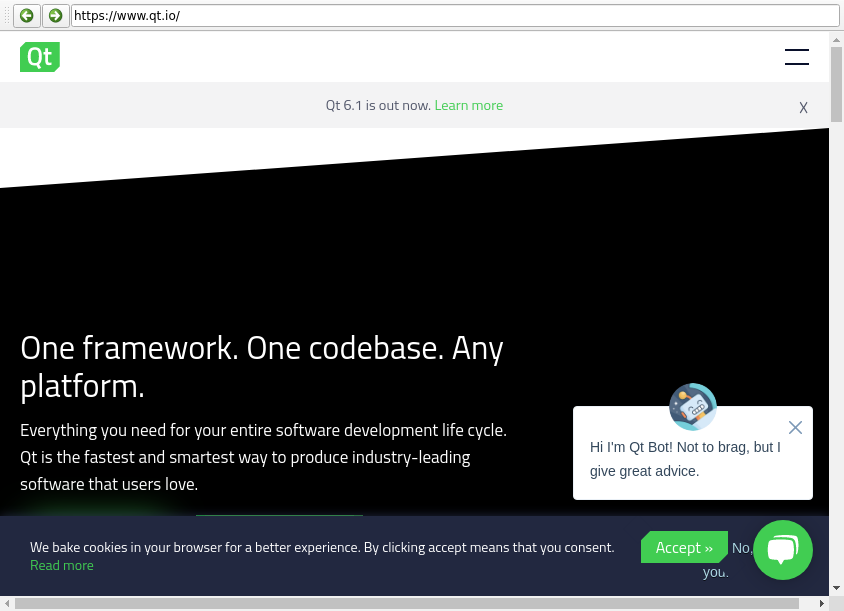 https://www.qt.io/
Qt
Qt 6.1 is out now. Learn more
X
One framework. One codebase. Any
platform.
Everything you need for your entire software development life cycle.
Qt is the fastest and smartest way to produce industry-leading
software that users love.
Hi I'm Qt Bot! Not to brag, but I
give great advice.
We bake cookies in your browser for a better experience. By clicking accept means that you consent.
Read more
Accept »
No,
you.